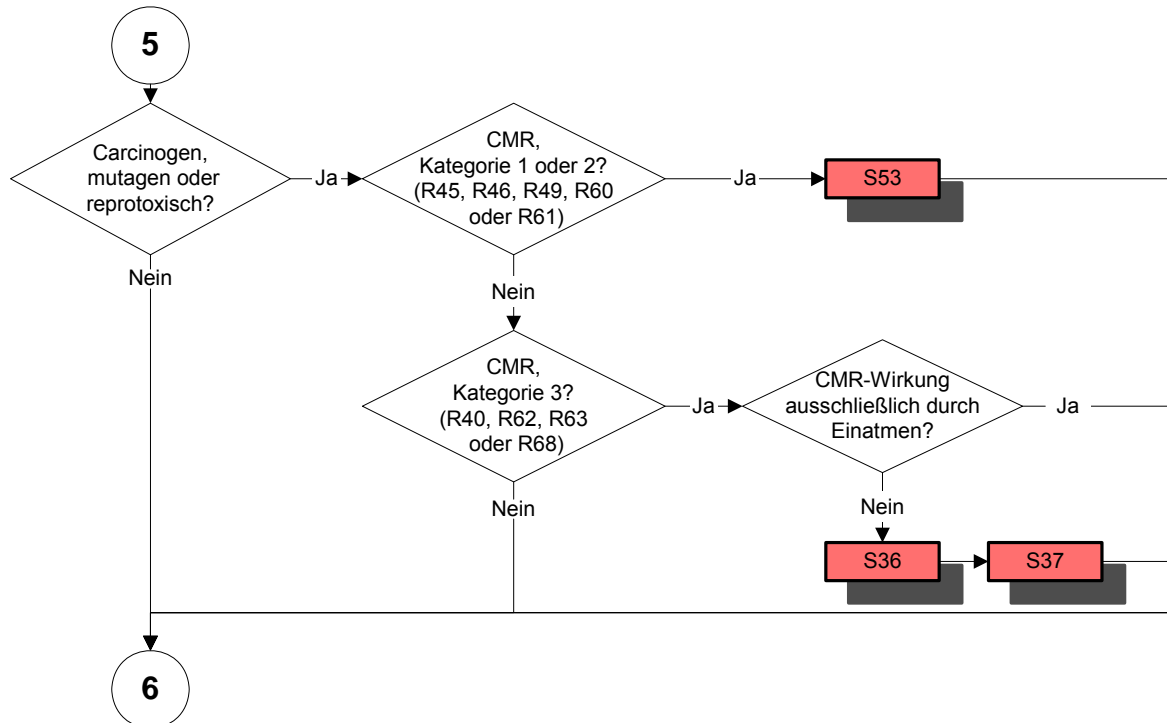 5
Carcinogen,
mutagen oder
reprotoxisch?
Ja
CMR,
Kategorie 1 oder 2?
(R45, R46, R49, R60
oder R61)
Ja
S53
Nein
Nein
CMR,
Kategorie 3?
(R40, R62, R63
oder R68)
Ja
CMR-Wirkung
ausschließlich durch
Einatmen?
Ja
Nein
Nein
S36
S37
6